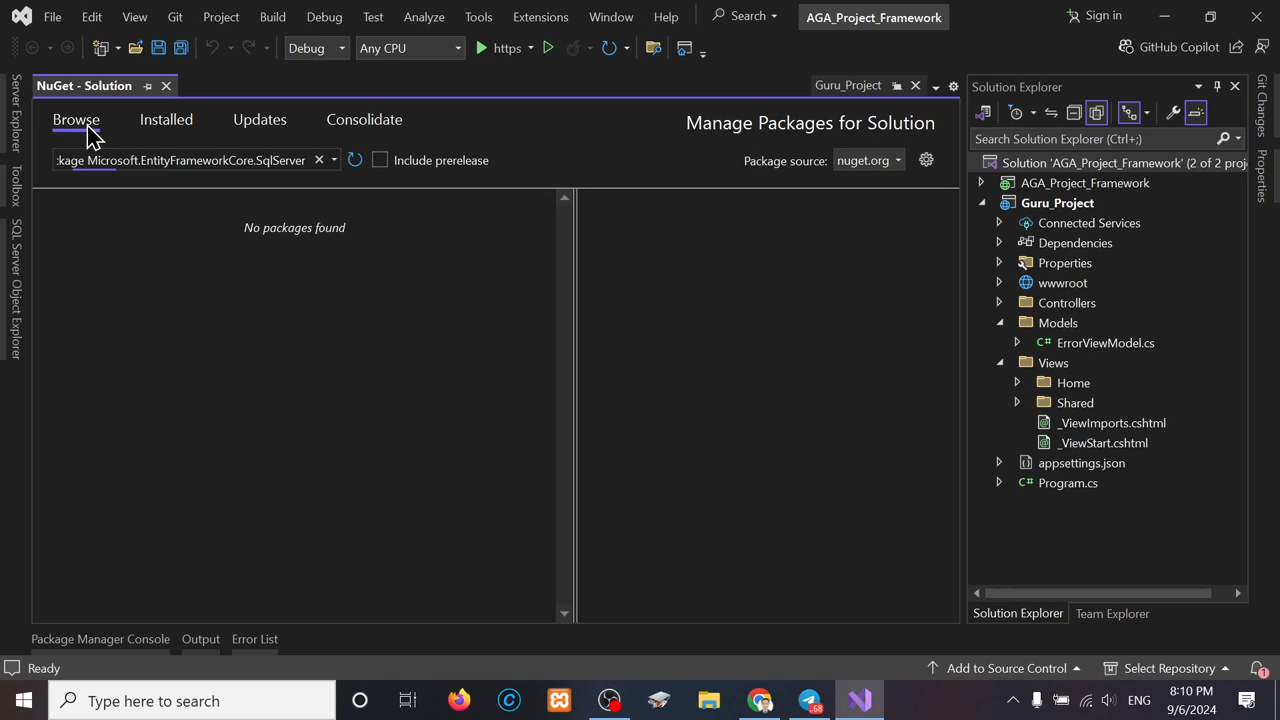 File Edit View Git Project Build Debug Test Analyze Tools Extensions Window Help Search AGA_Project_Framework Sign in
Debug Any CPU https GitHub Copilot
NuGet - Solution Guru_Project
Browse Installed Updates Consolidate Manage Packages for Solution
:kage Microsoft.EntityFrameworkCore.SqlServer Include prerelease Package source: nuget.org
No packages found
Server Explorer
Toolbox
SQL Server Object Explorer
Solution Explorer
Search Solution Explorer (Ctrl+;)
Solution 'AGA_Project_Framework' (2 of 2 proj
AGA_Project_Framework
Guru_Project
Connected Services
Dependencies
Properties
wwwroot
Controllers
Models
C# ErrorViewModel.cs
Views
Home
Shared
_ViewImports.cshtml
_ViewStart.cshtml
appsettings.json
C# Program.cs
Solution Explorer Team Explorer
Git Changes
Properties
Package Manager Console Output Error List
Ready Add to Source Control Select Repository 1
Type here to search .68 ENG 8:10 PM
9/6/2024